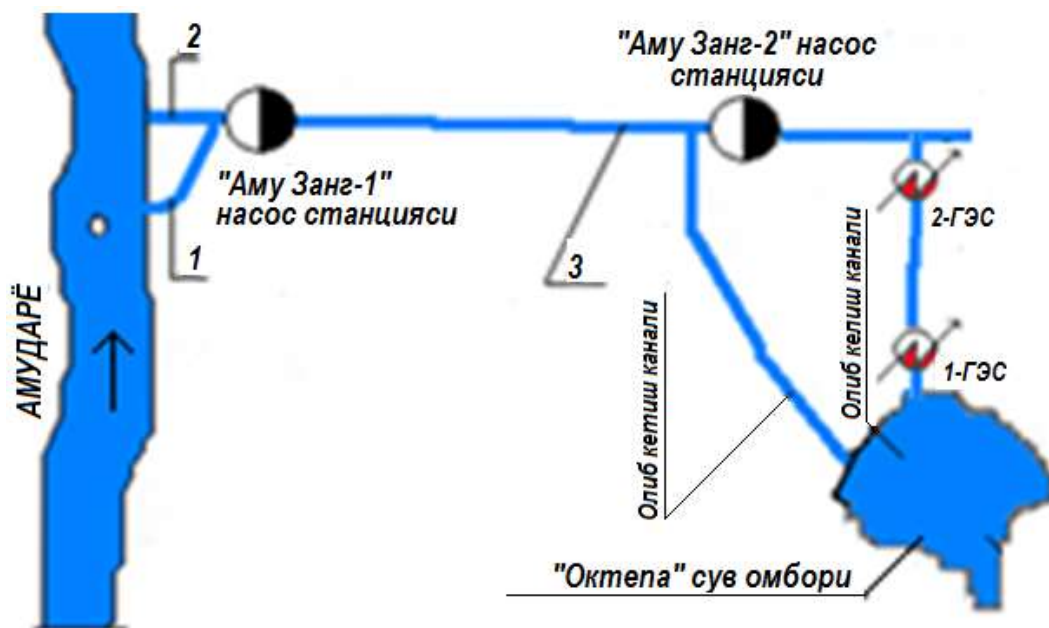 2
"Аму Занг-2" насос
станцияси
"Аму Занг-1"
насос станцияси
1
3
2-ГЭС
1-ГЭС
АМУДАРЁ
Олиб кетиш канали
Олиб келиш канали
"Октепа" сув омбори